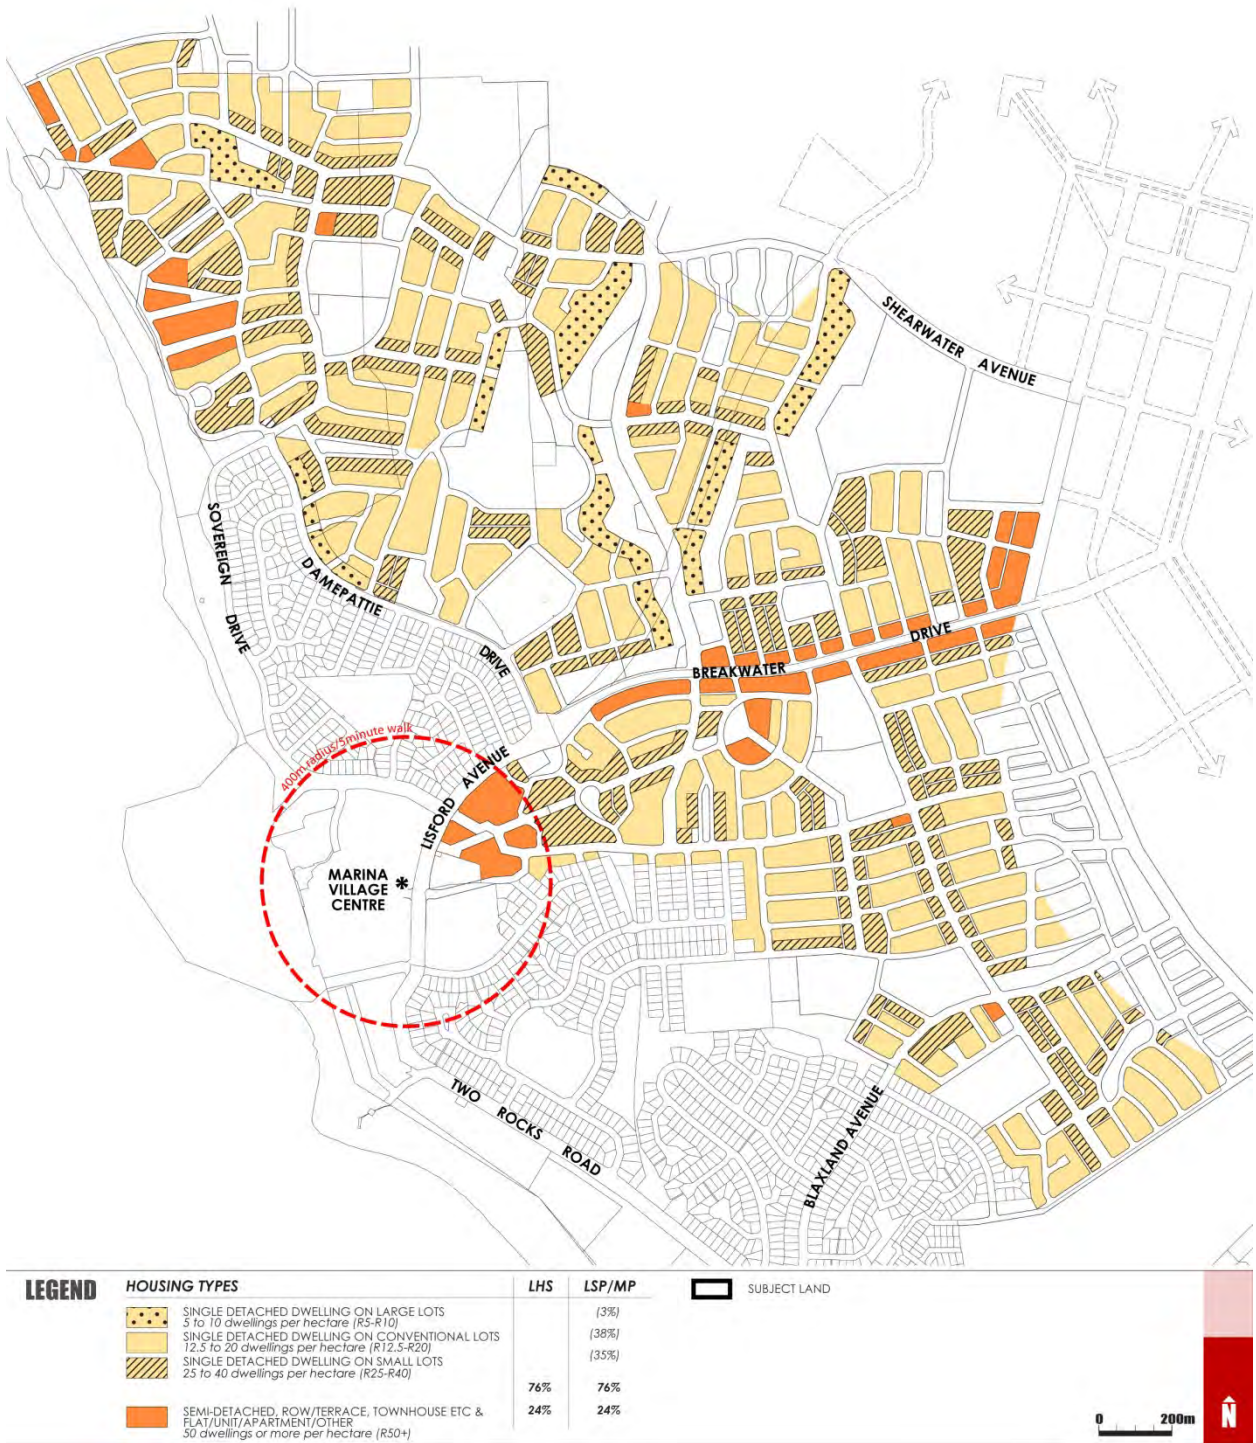 SHEARWATER AVENUE
SOVEREIGN DRIVE
DAMEPATTIE DRIVE
BREAKWATER DRIVE
400m radius/5minute walk
LISFORD AVENUE
MARINA
VILLAGE
CENTRE
*
TWO ROCKS ROAD
BLAXLAND AVENUE
LEGEND
HOUSING TYPES LHS LSP/MP
SUBJECT LAND
SINGLE DETACHED DWELLING ON LARGE LOTS (3%)
5 to 10 dwellings per hectare (R5-R10)
SINGLE DETACHED DWELLING ON CONVENTIONAL LOTS (38%)
12.5 to 20 dwellings per hectare (R12.5-R20)
SINGLE DETACHED DWELLING ON SMALL LOTS (35%)
25 to 40 dwellings per hectare (R25-R40)
76% 76%
SEMI-DETACHED, ROW/TERRACE, TOWNHOUSE ETC & 24% 24%
FLAT/UNIT/APARTMENT/OTHER
50 dwellings or more per hectare (R50+)
0 200m
N